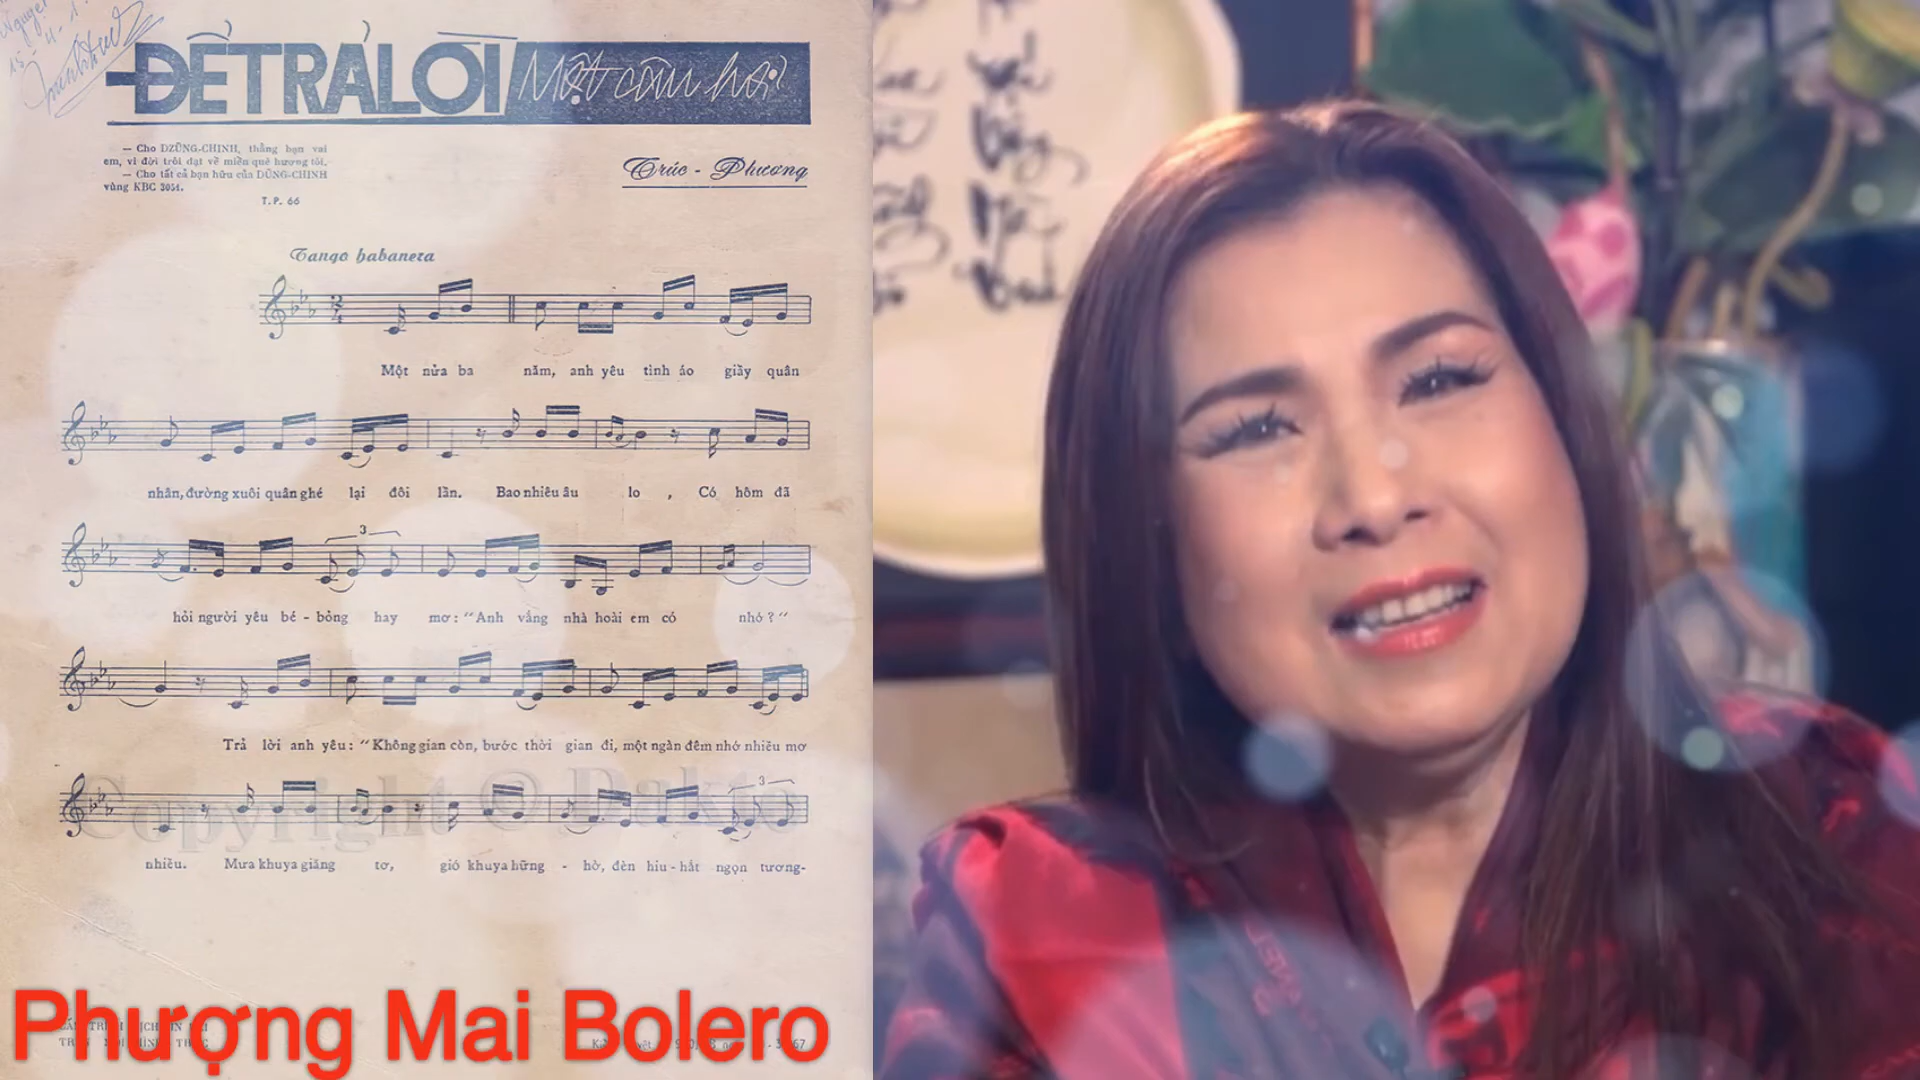 ĐỂ TRẢ LỜI Một câu hỏi
— Cho DZŨNG-CHINH, thằng bạn vai
em, vì đời trôi dạt về miền quê hương tôi.
— Cho tất cả bạn hữu của DŨNG-CHINH
vùng KBC 3054.
T.P. 66
Trúc - Phương
Tango habanera
2/4
Một nửa ba năm, anh yêu tình áo giầy quân
nhân, đường xuôi quân ghé lại đôi lần. Bao nhiêu âu lo , Có hôm đã
3
hỏi người yêu bé - bỏng hay mơ: "Anh vắng nhà hoài em có nhớ ? "
Trả lời anh yêu: " Không gian còn, bước thời gian đi, một ngàn đêm nhớ nhiều mơ
Copyright © Dakto
3
nhiều. Mưa khuya giăng tơ, gió khuya hững - hờ, đèn hiu - hắt ngọn tương-
Phượng Mai Bolero